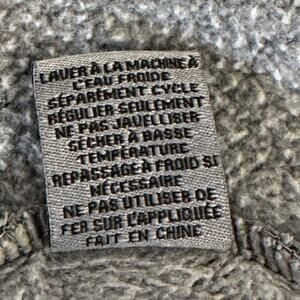 LAVER À LA MACHINE À
L'EAU FROIDE
SÉPARÉMENT CYCLE
RÉGULIER SEULEMENT
NE PAS JAVELLISER
SÉCHER À BASSE
TEMPÉRATURE
REPASSAGE À FROID SI
NÉCESSAIRE
NE PAS UTILISER DE
FER SUR L'APPLIQUÉE
FAIT EN CHINE